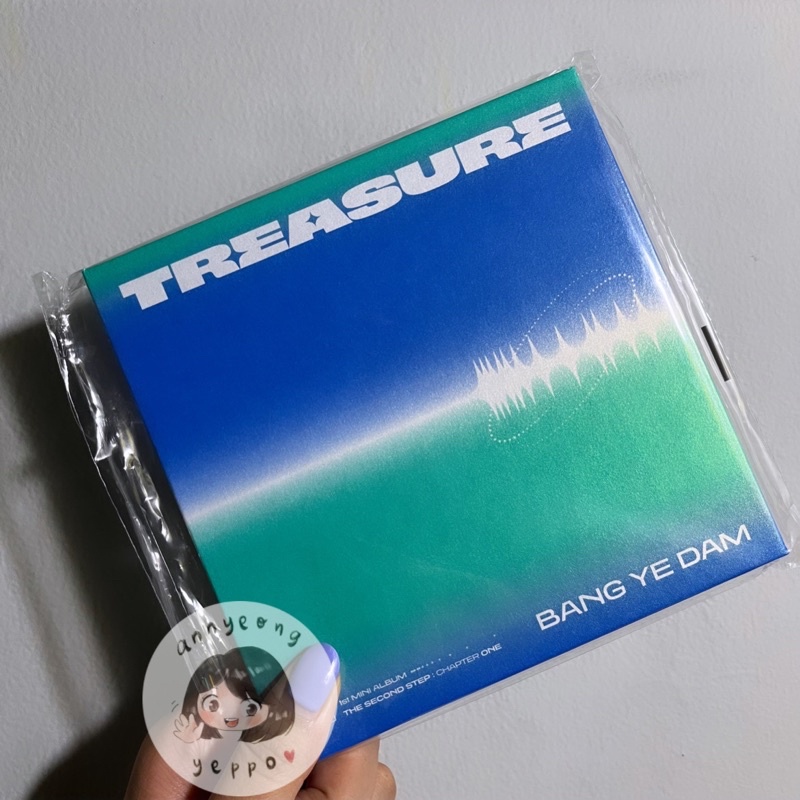 TREASURE
BANG YE DAM
1st MINI ALBUM
THE SECOND STEP : CHAPTER ONE
annyeong
yeppo